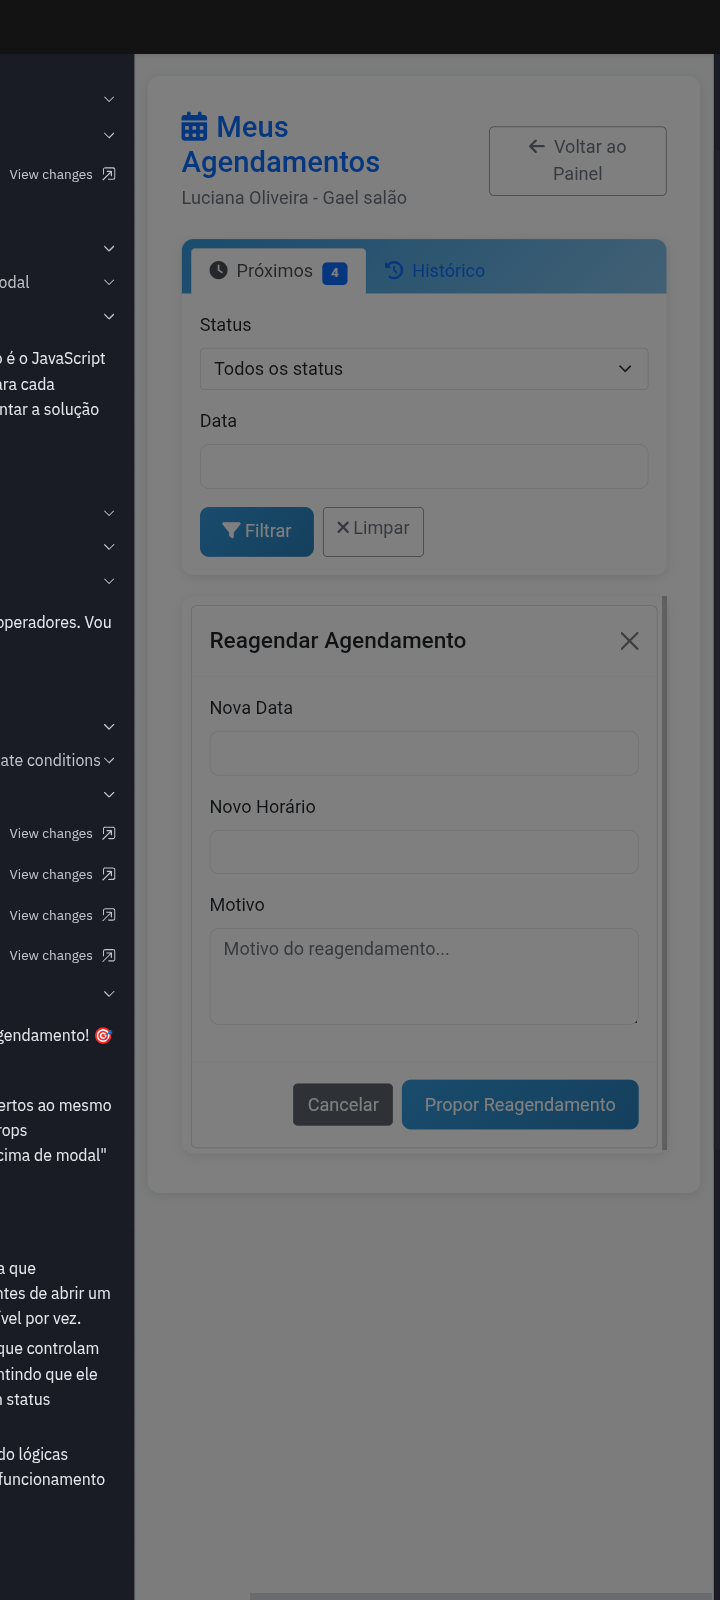 View changes
odal
o é o JavaScript
ara cada
ntar a solução
operadores. Vou
ate conditions
View changes
View changes
View changes
View changes
gendamento! 🎯
ertos ao mesmo
rops
cima de modal"
a que
ntes de abrir um
ível por vez.
que controlam
ntindo que ele
n status
do lógicas
funcionamento
Meus
Agendamentos
Luciana Oliveira - Gael salão
Voltar ao
Painel
Próximos 4
Histórico
Status
Todos os status
Data
Filtrar
Limpar
Reagendar Agendamento
Nova Data
Novo Horário
Motivo
Motivo do reagendamento...
Cancelar
Propor Reagendamento